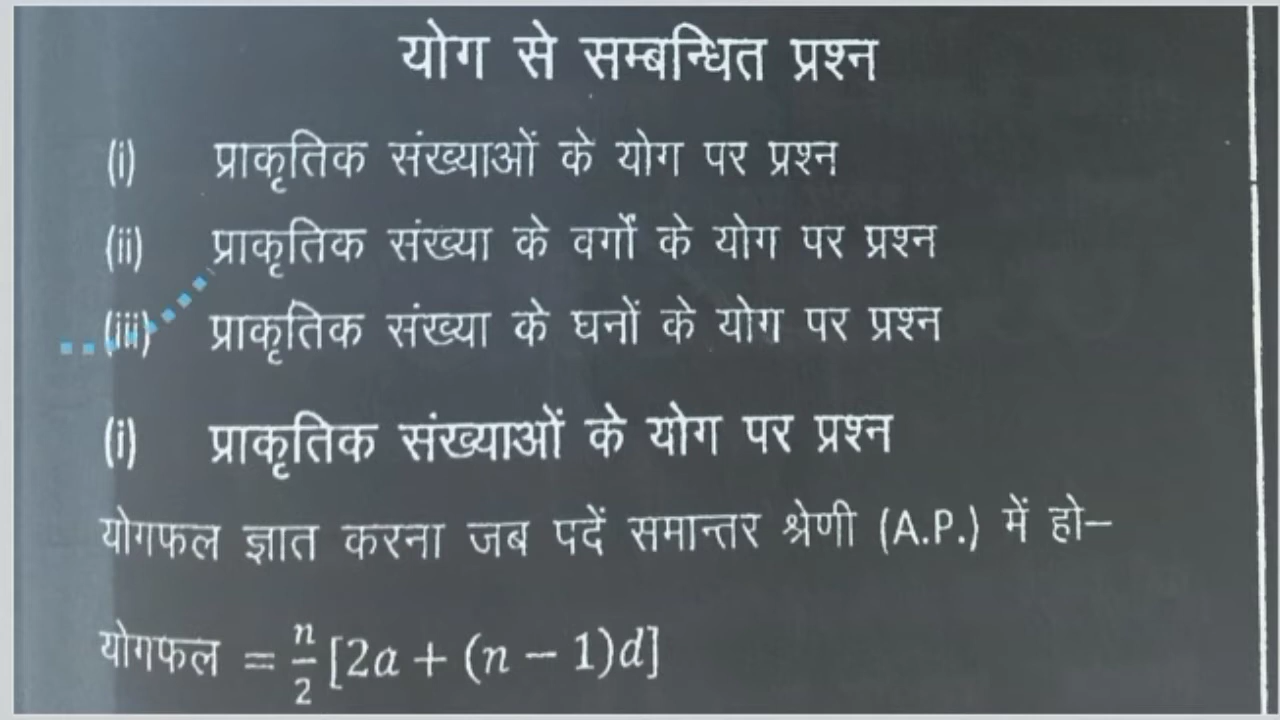 योग से सम्बन्धित प्रश्न
(i) प्राकृतिक संख्याओं के योग पर प्रश्न
(ii) प्राकृतिक संख्या के वर्गों के योग पर प्रश्न
(iii) प्राकृतिक संख्या के घनों के योग पर प्रश्न
(i) प्राकृतिक संख्याओं के योग पर प्रश्न
योगफल ज्ञात करना जब पदें समान्तर श्रेणी (A.P.) में हो–
योगफल = n/2 [2a + (n − 1)d]